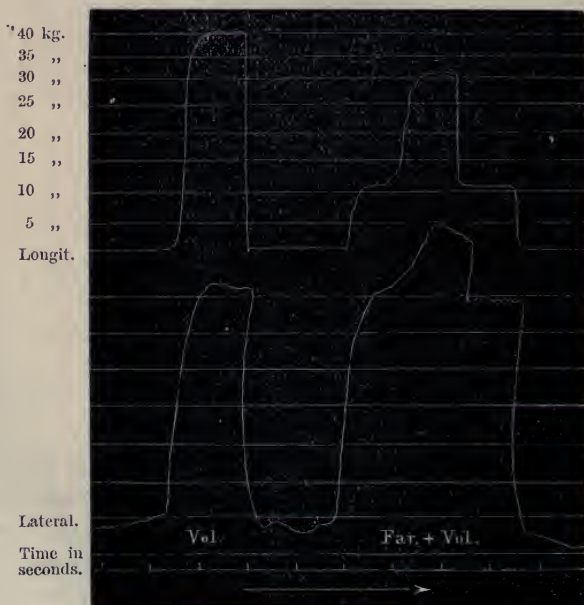 40 kg.
35 „
30 „
25 „
20 „
15 „
10 „
5 „
Longit.
Lateral.
Vol.
Far. + Vol.
Time in
seconds.